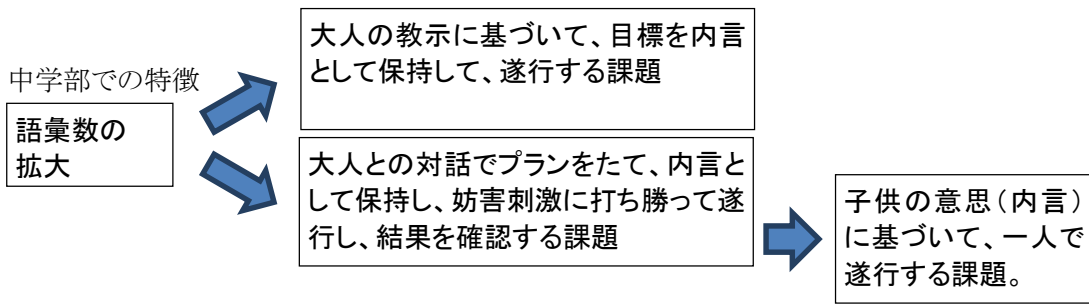 中学部での特徴
語彙数の
拡大
大人の教示に基づいて、目標を内言
として保持して、遂行する課題
大人との対話でプランをたて、内言と
して保持し、妨害刺激に打ち勝って遂
行し、結果を確認する課題
子供の意思(内言)
に基づいて、一人で
遂行する課題。